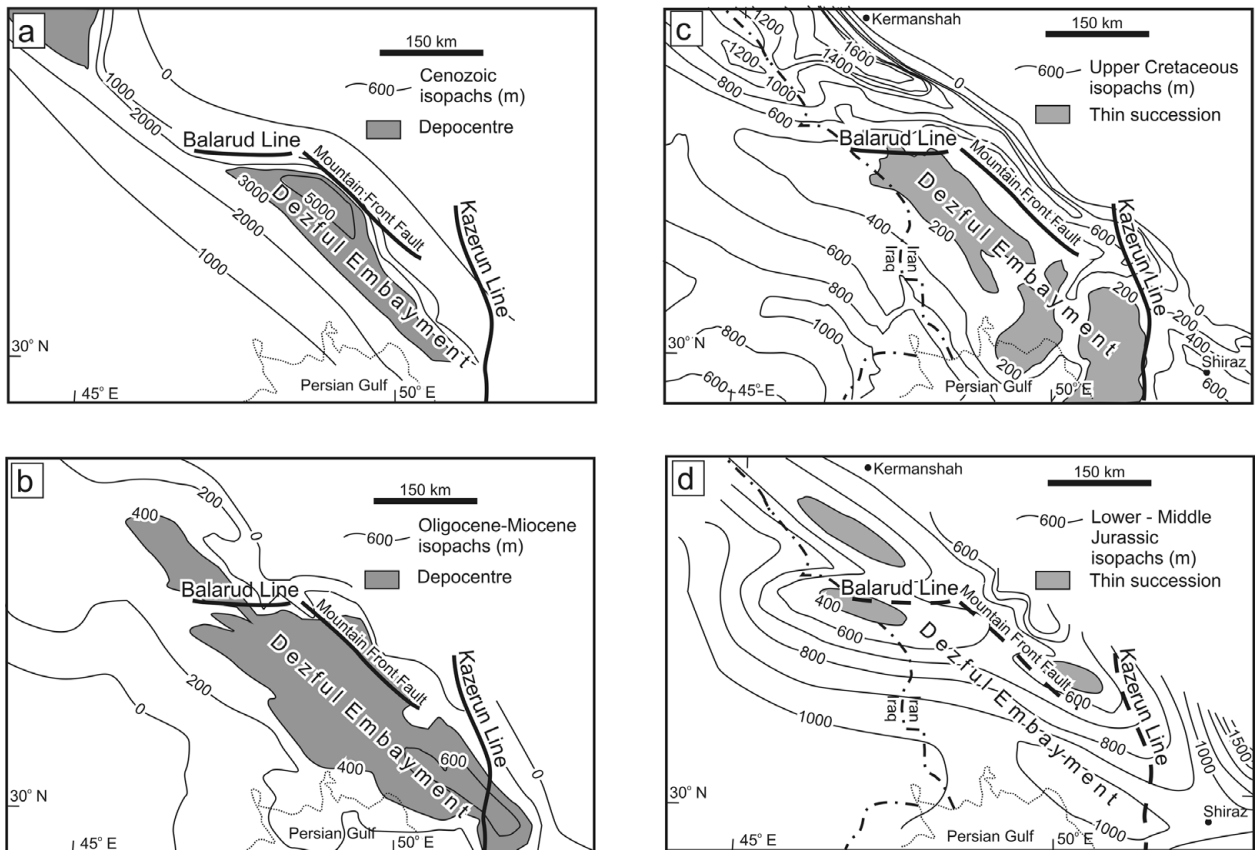 a
150 km
600
Cenozoic
isopachs (m)
Depocentre
0
1000
2000
Balarud Line
Mountain Front Fault
3000
5000
Dezful Embayment
Kazerun Line
2000
1000
30° N
Persian Gulf
45° E
50° E
c
Kermanshah
150 km
1200
1200
1600
1400
1000
800
600
0
600
Upper Cretaceous
isopachs (m)
Thin succession
Balarud Line
Mountain Front Fault
Dezful Embayment
Kazerun Line
400
200
600
Iraq
Iran
600
800
1000
800
600
200
200
0
200
400
600
30° N
Shiraz
Persian Gulf
45° E
50° E
b
150 km
200
400
0
600
Oligocene-Miocene
isopachs (m)
Depocentre
Balarud Line
Mountain Front Fault
Dezful Embayment
Kazerun Line
200
0
400
600
0
30° N
Persian Gulf
45° E
50° E
d
Kermanshah
150 km
600
600
Lower - Middle
Jurassic
isopachs (m)
Thin succession
Balarud Line
400
Mountain Front Fault
Dezful Embayment
Kazerun Line
600
800
600
Iraq
Iran
1000
800
1000
1500
1000
30° N
Shiraz
Persian Gulf
45° E
50° E